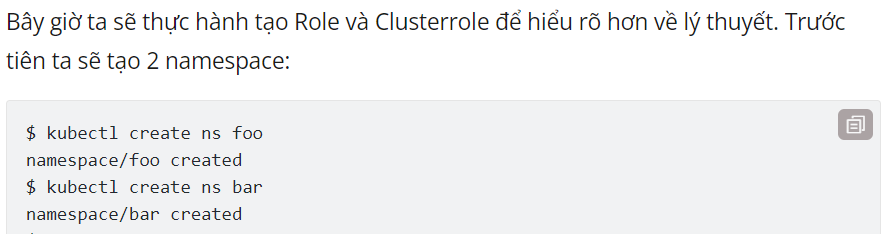 Bây giờ ta sẽ thực hành tạo Role và Clusterrole để hiểu rõ hơn về lý thuyết. Trước
tiên ta sẽ tạo 2 namespace:
$ kubectl create ns foo
namespace/foo created
$ kubectl create ns bar
namespace/bar created